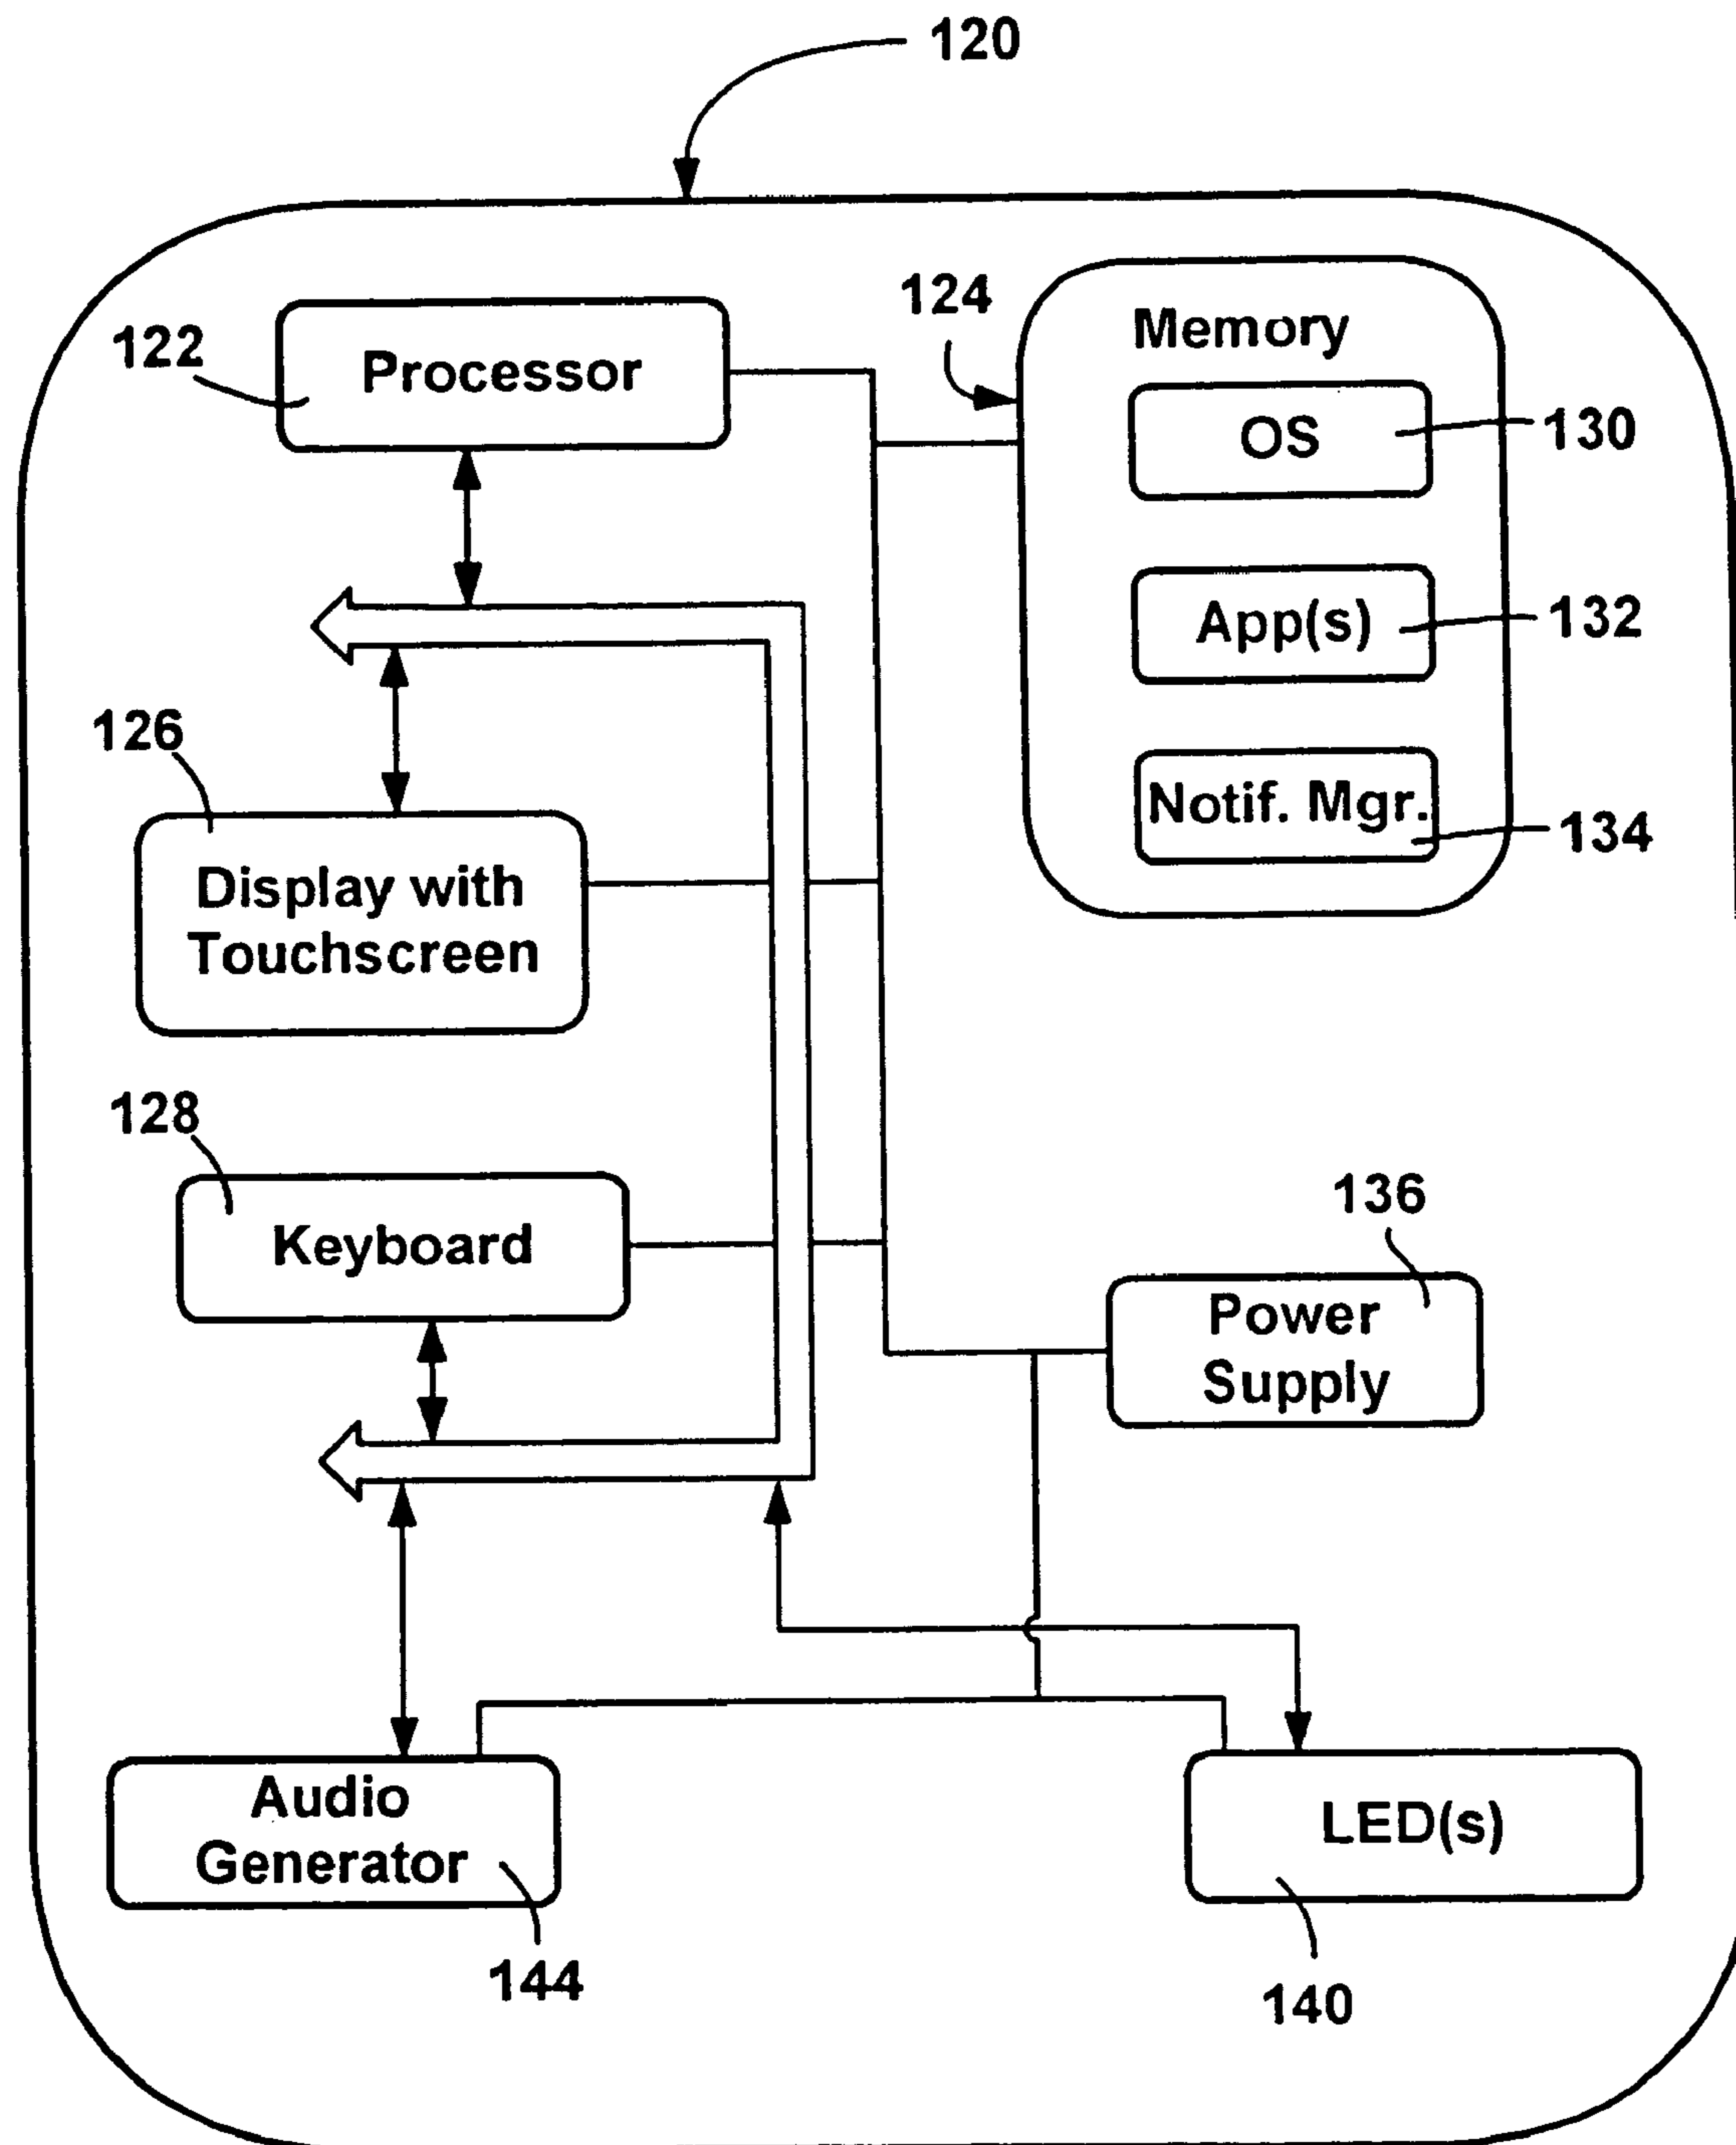 120
124
Memory
122
Processor
OS
130
App(s)
132
126
Notif. Mgr.
134
Display with
Touchscreen
128
Keyboard
136
Power
Supply
Audio
Generator
LED(s)
144
140